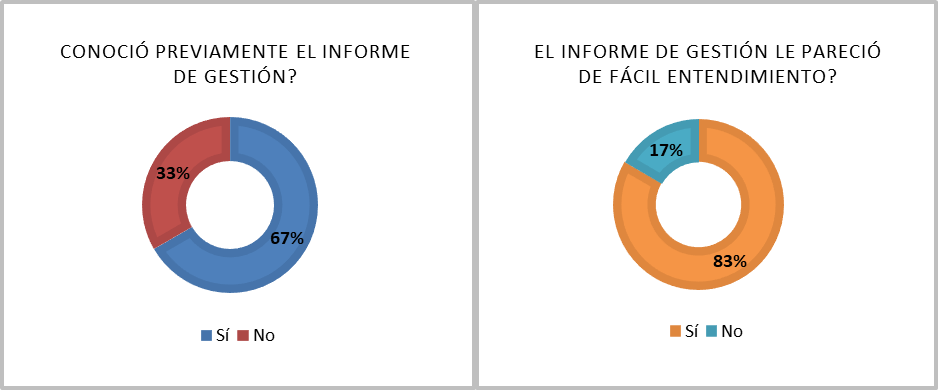 CONOCIÓ PREVIAMENTE EL INFORME
DE GESTIÓN?
33%
67%
Sí No
EL INFORME DE GESTIÓN LE PARECIÓ
DE FÁCIL ENTENDIMIENTO?
17%
83%
Sí No